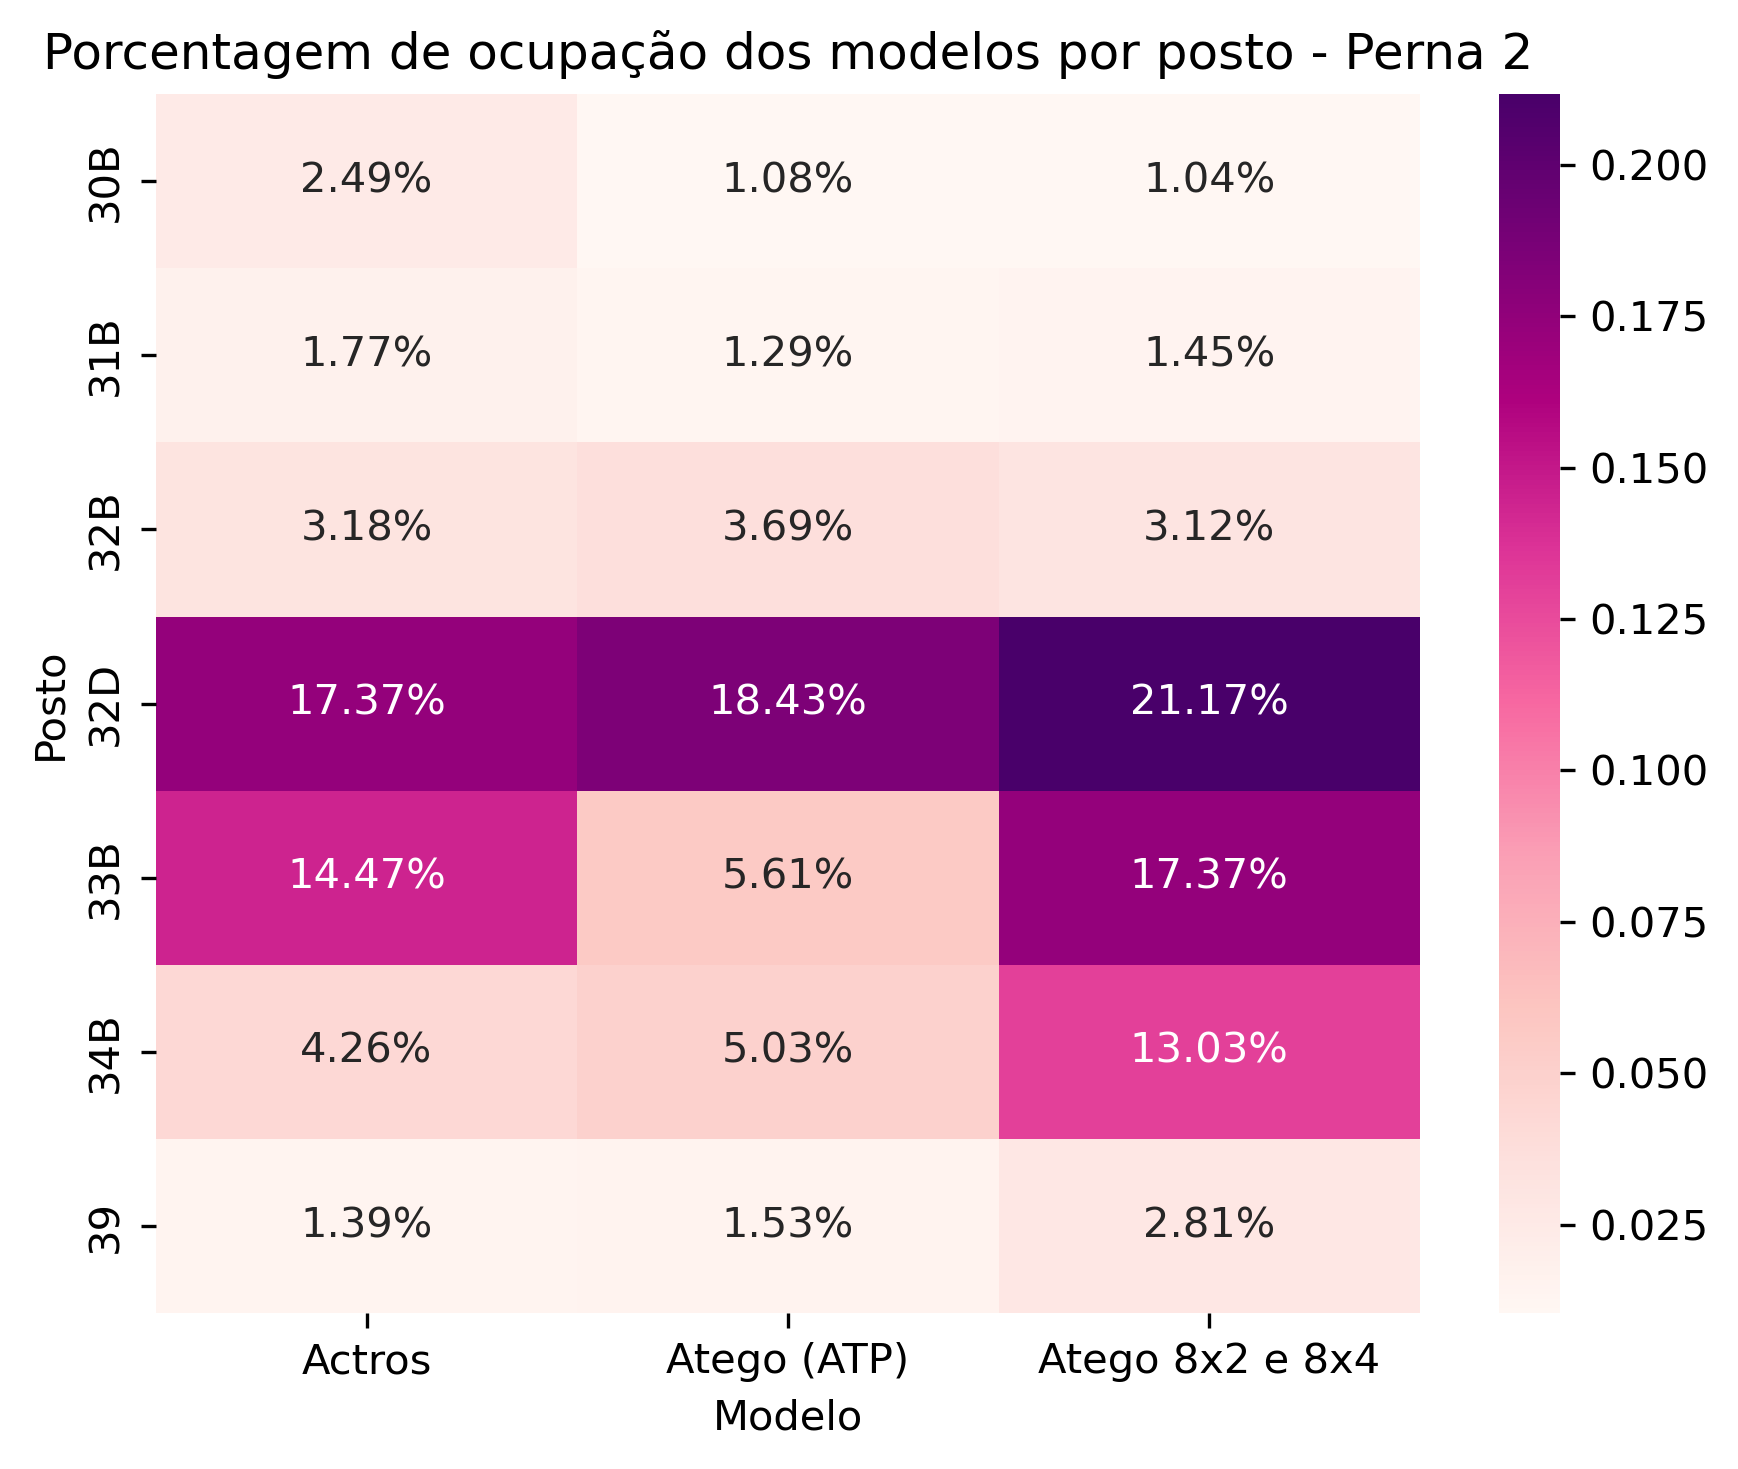 Porcentagem de ocupação dos modelos por posto - Perna 2
30B 2.49% 1.08% 1.04%
31B 1.77% 1.29% 1.45%
32B 3.18% 3.69% 3.12%
32D 17.37% 18.43% 21.17%
33B 14.47% 5.61% 17.37%
34B 4.26% 5.03% 13.03%
39 1.39% 1.53% 2.81%
Posto
Actros Atego (ATP) Atego 8x2 e 8x4
Modelo
0.200
0.175
0.150
0.125
0.100
0.075
0.050
0.025